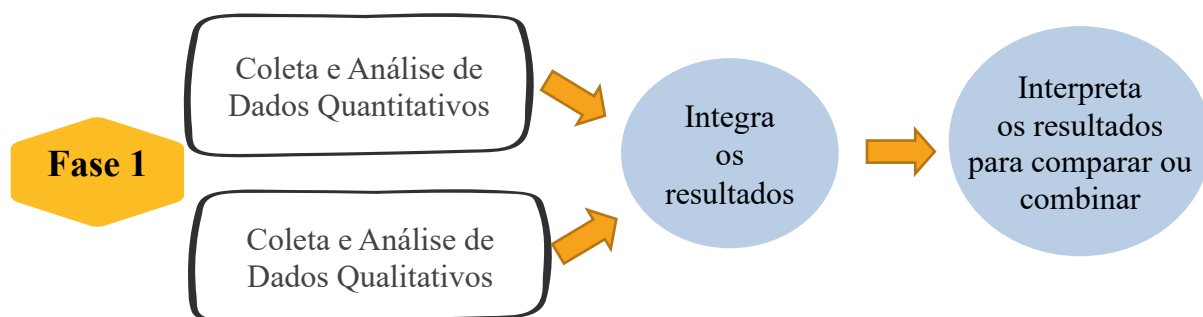 Fase 1
Coleta e Análise de
Dados Quantitativos
Coleta e Análise de
Dados Qualitativos
Integra
os
resultados
Interpreta
os resultados
para comparar ou
combinar